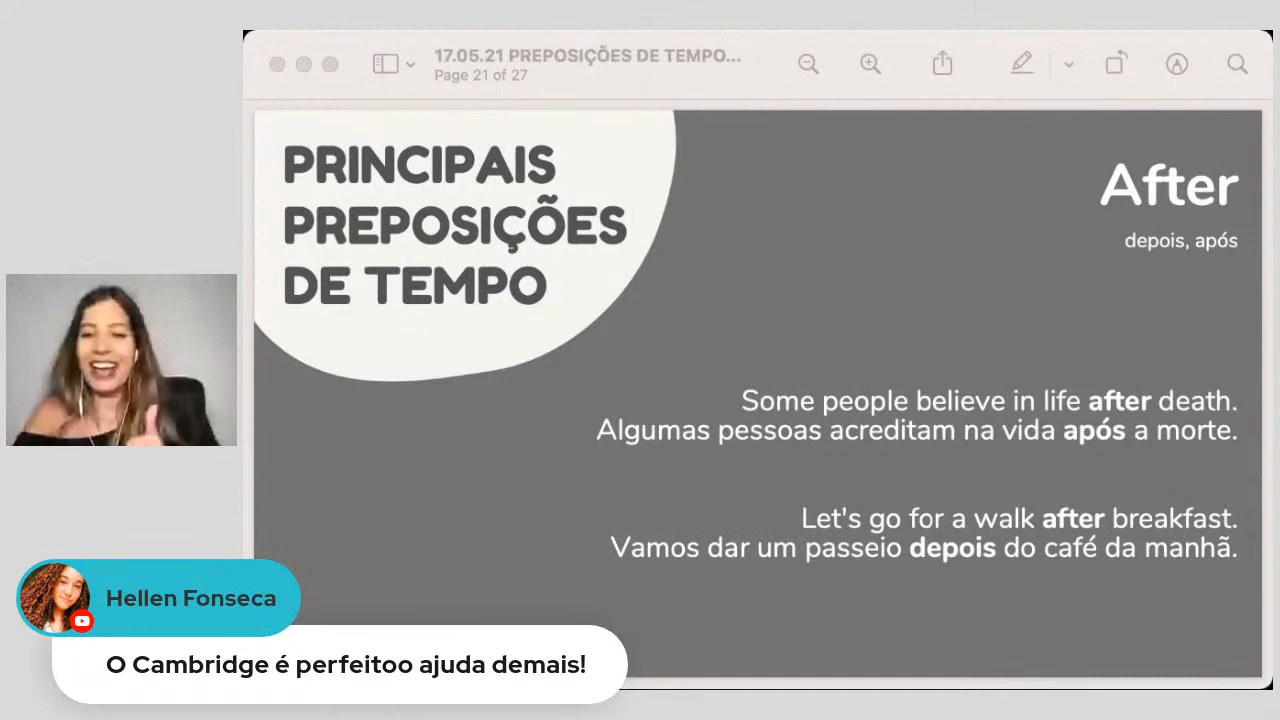 17.05.21 PREPOSIÇÕES DE TEMPO...
Page 21 of 27
PRINCIPAIS
PREPOSIÇÕES
DE TEMPO
After
depois, após
Some people believe in life after death.
Algumas pessoas acreditam na vida após a morte.
Let's go for a walk after breakfast.
Vamos dar um passeio depois do café da manhã.
Hellen Fonseca
O Cambridge é perfeitoo ajuda demais!